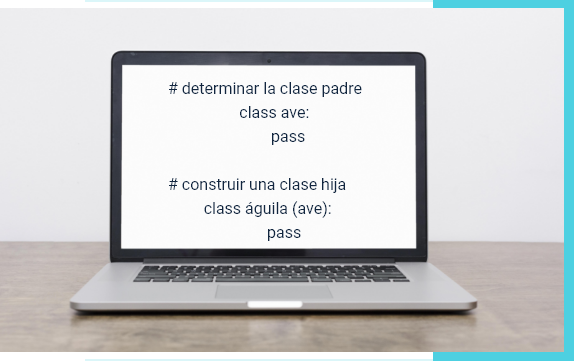 # determinar la clase padre
class ave:
pass
# construir una clase hija
class águila (ave):
pass